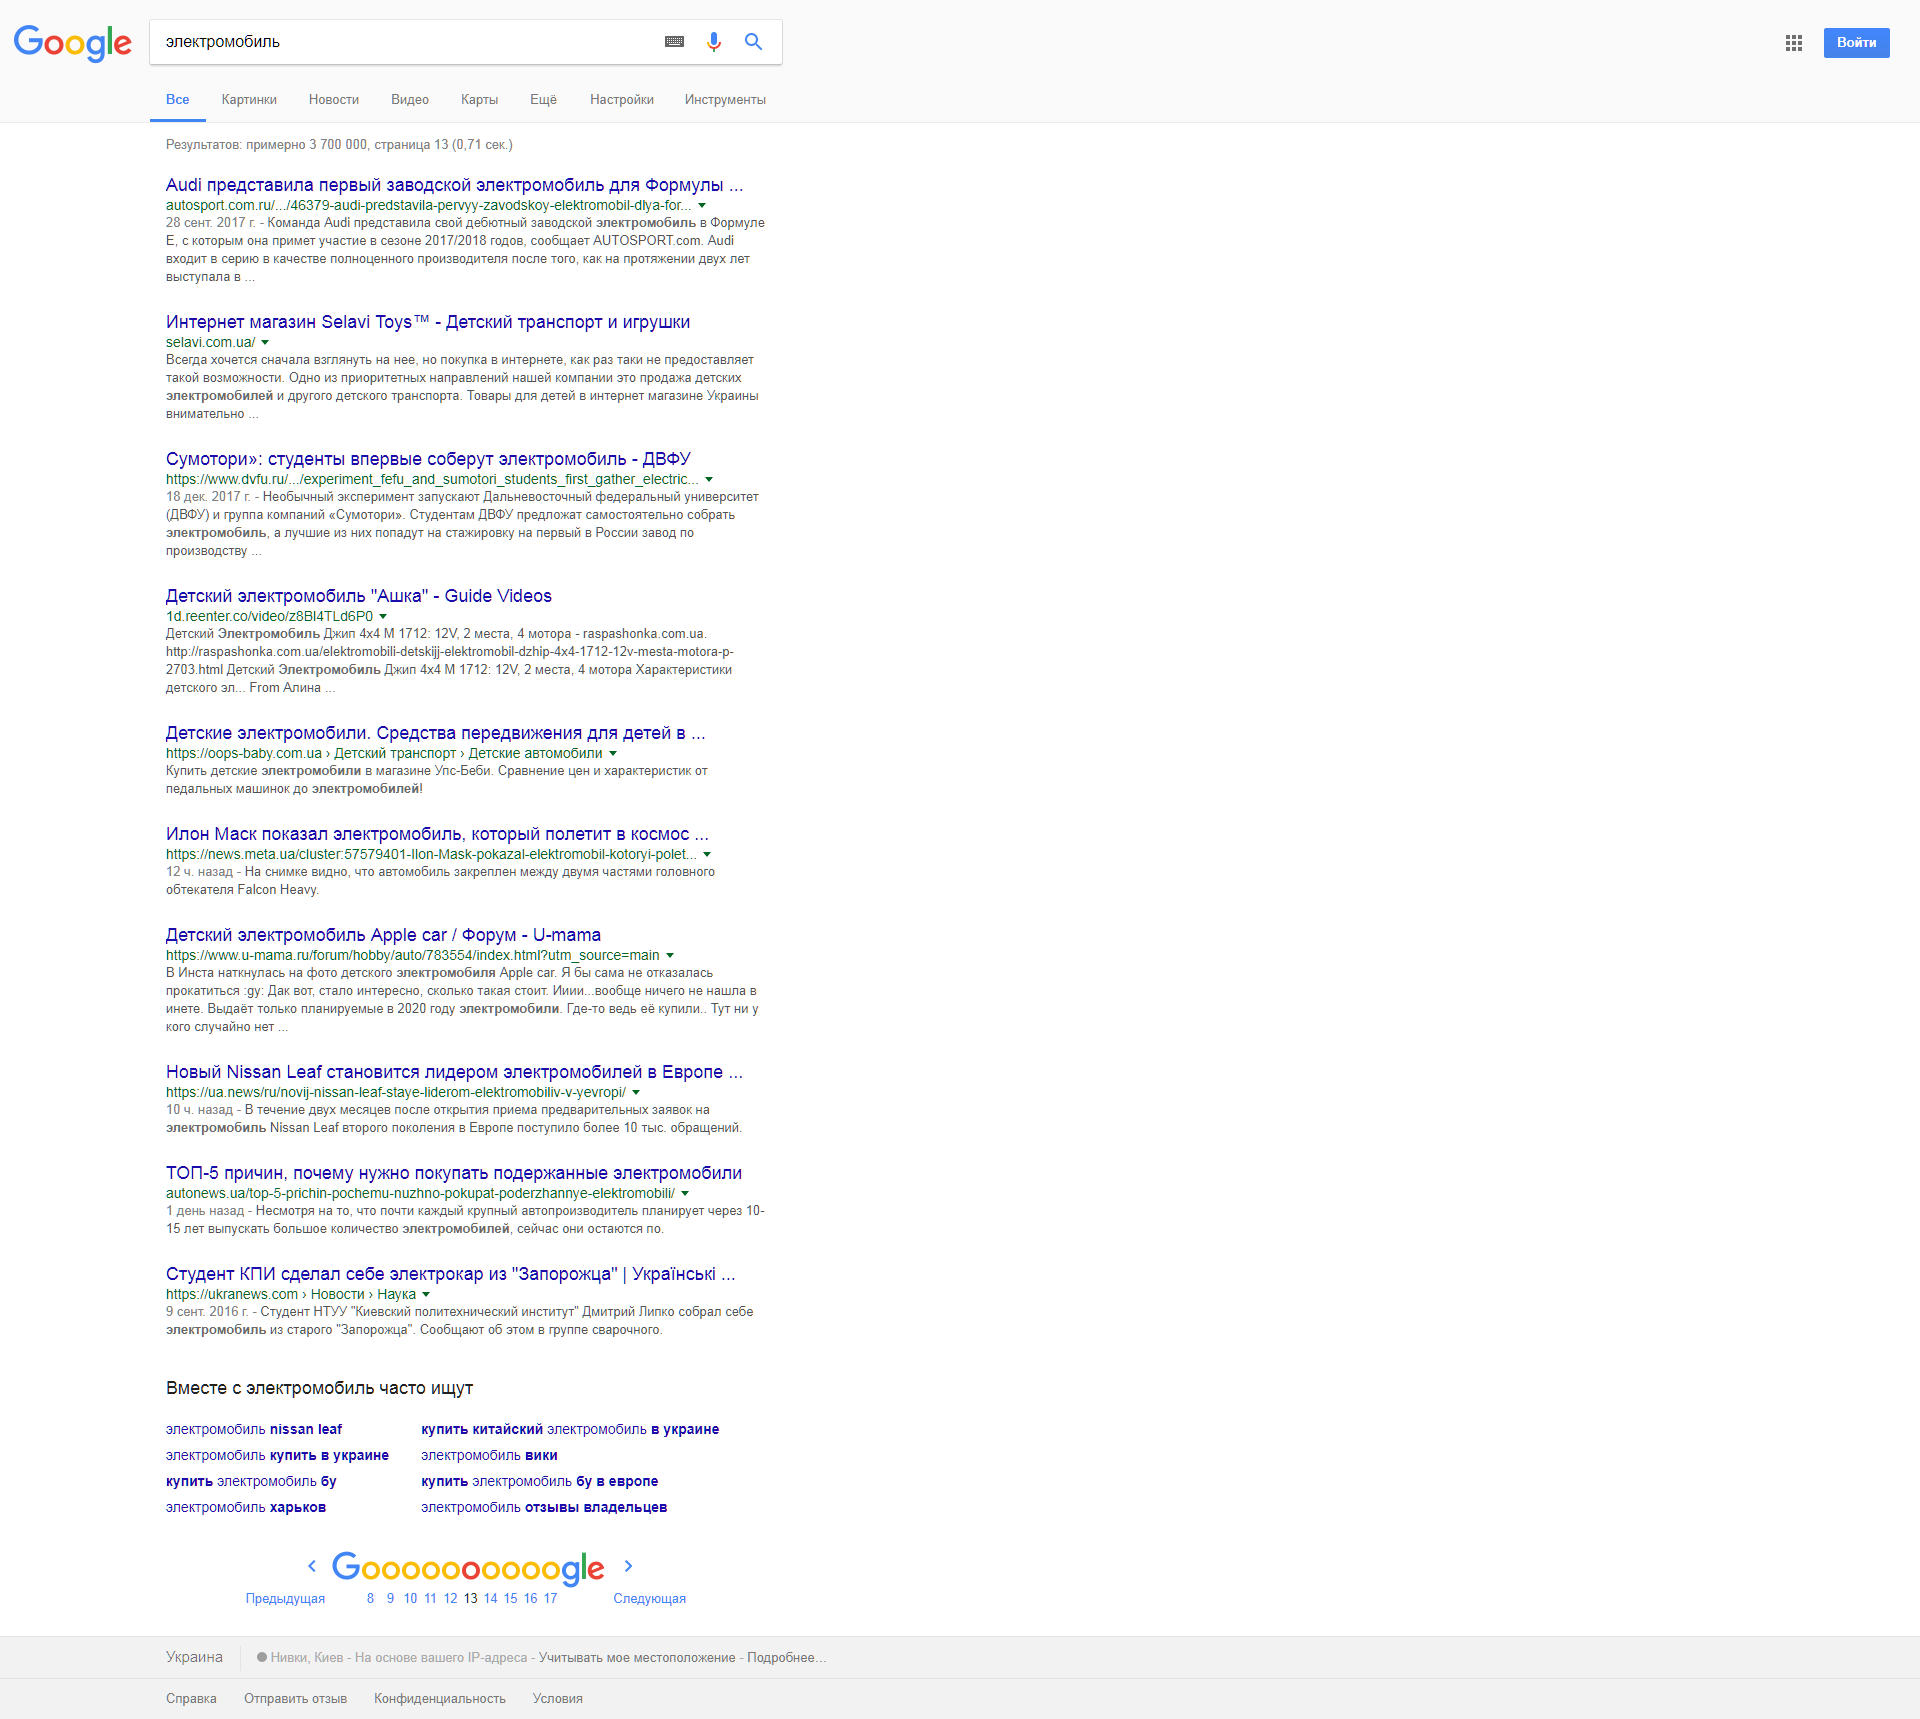 Google
электромобиль
Войти
Все Картинки Новости Видео Карты Ещё Настройки Инструменты
Результатов: примерно 3 700 000, страница 13 (0,71 сек.)
Audi представила первый заводской электромобиль для Формулы ...
autosport.com.ru/.../46379-audi-predstavila-pervyy-zavodskoy-elektromobil-dlya-for...
28 сент. 2017 г. - Команда Audi представила свой дебютный заводской электромобиль в Формуле
E, с которым она примет участие в сезоне 2017/2018 годов, сообщает AUTOSPORT.com. Audi
входит в серию в качестве полноценного производителя после того, как на протяжении двух лет
выступала в ...
Интернет магазин Selavi Toys™ - Детский транспорт и игрушки
selavi.com.ua/
Всегда хочется сначала взглянуть на нее, но покупка в интернете, как раз таки не предоставляет
такой возможности. Одно из приоритетных направлений нашей компании это продажа детских
электромобилей и другого детского транспорта. Товары для детей в интернет магазине Украины
внимательно ...
Сумотори»: студенты впервые соберут электромобиль - ДВФУ
https://www.dvfu.ru/.../experiment_fefu_and_sumotori_students_first_gather_electric...
18 дек. 2017 г. - Необычный эксперимент запускают Дальневосточный федеральный университет
(ДВФУ) и группа компаний «Сумотори». Студентам ДВФУ предложат самостоятельно собрать
электромобиль, а лучшие из них попадут на стажировку на первый в России завод по
производству ...
Детский электромобиль "Ашка" - Guide Videos
1d.reenter.co/video/z8BI4TLd6P0
Детский Электромобиль Джип 4x4 M 1712: 12V, 2 места, 4 мотора - raspashonka.com.ua.
http://raspashonka.com.ua/elektromobili-detskijj-elektromobil-dzhip-4x4-1712-12v-mesta-motora-p-
2703.html Детский Электромобиль Джип 4x4 M 1712: 12V, 2 места, 4 мотора Характеристики
детского эл... From Алина ...
Детские электромобили. Средства передвижения для детей в ...
https://oops-baby.com.ua › Детский транспорт › Детские автомобили
Купить детские электромобили в магазине Упс-Беби. Сравнение цен и характеристик от
педальных машинок до электромобилей!
Илон Маск показал электромобиль, который полетит в космос ...
https://news.meta.ua/cluster:57579401-Ilon-Mask-pokazal-elektromobil-kotoryi-polet...
12 ч. назад - На снимке видно, что автомобиль закреплен между двумя частями головного
обтекателя Falcon Heavy.
Детский электромобиль Apple car / Форум - U-mama
https://www.u-mama.ru/forum/hobby/auto/783554/index.html?utm_source=main
В Инста наткнулась на фото детского электромобиля Apple car. Я бы сама не отказалась
прокатиться :gy: Дак вот, стало интересно, сколько такая стоит. Ииии...вообще ничего не нашла в
инете. Выдаёт только планируемые в 2020 году электромобили. Где-то ведь её купили.. Тут ни у
кого случайно нет ...
Новый Nissan Leaf становится лидером электромобилей в Европе ...
https://ua.news/ru/novij-nissan-leaf-staye-liderom-elektromobiliv-v-yevropi/
10 ч. назад - В течение двух месяцев после открытия приема предварительных заявок на
электромобиль Nissan Leaf второго поколения в Европе поступило более 10 тыс. обращений.
ТОП-5 причин, почему нужно покупать подержанные электромобили
autonews.ua/top-5-prichin-pochemu-nuzhno-pokupat-poderzhannye-elektromobili/
1 день назад - Несмотря на то, что почти каждый крупный автопроизводитель планирует через 10-
15 лет выпускать большое количество электромобилей, сейчас они остаются по.
Студент КПИ сделал себе электрокар из "Запорожца" | Українські ...
https://ukranews.com › Новости › Наука
9 сент. 2016 г. - Студент НТУУ "Киевский политехнический институт" Дмитрий Липко собрал себе
электромобиль из старого "Запорожца". Сообщают об этом в группе сварочного.
Вместе с электромобиль часто ищут
электромобиль nissan leaf купить китайский электромобиль в украине
электромобиль купить в украине электромобиль вики
купить электромобиль бу купить электромобиль бу в европе
электромобиль харьков электромобиль отзывы владельцев
Goooooooooogle
Предыдущая 8 9 10 11 12 13 14 15 16 17 Следующая
Украина Нивки, Киев - На основе вашего IP-адреса - Учитывать мое местоположение - Подробнее...
Справка Отправить отзыв Конфиденциальность Условия